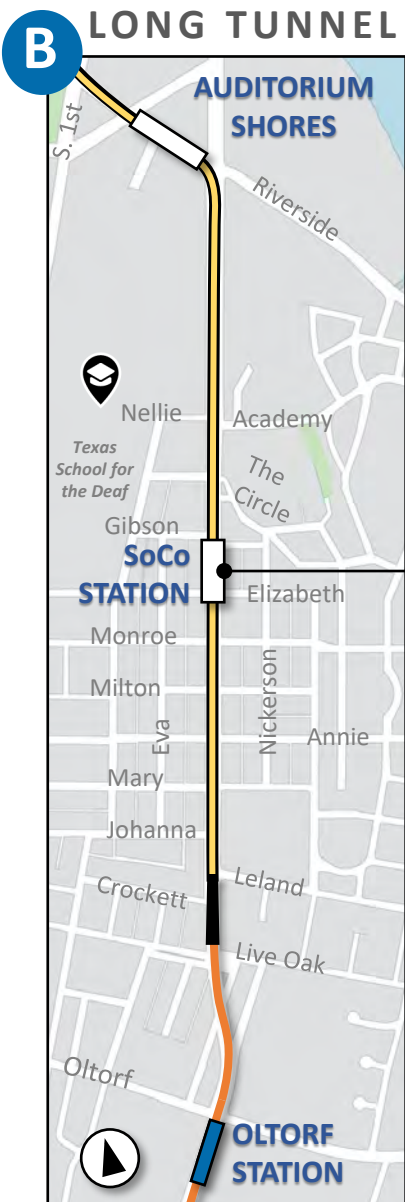 B
LONG TUNNEL
AUDITORIUM
SHORES
S. 1st
Riverside
Nellie
Academy
Texas
School for
the Deaf
The
Circle
Gibson
SoCo
STATION
Elizabeth
Monroe
Milton
Nickerson
Eva
Annie
Mary
Johanna
Leland
Crockett
Live Oak
Oltorf
OLTORF
STATION